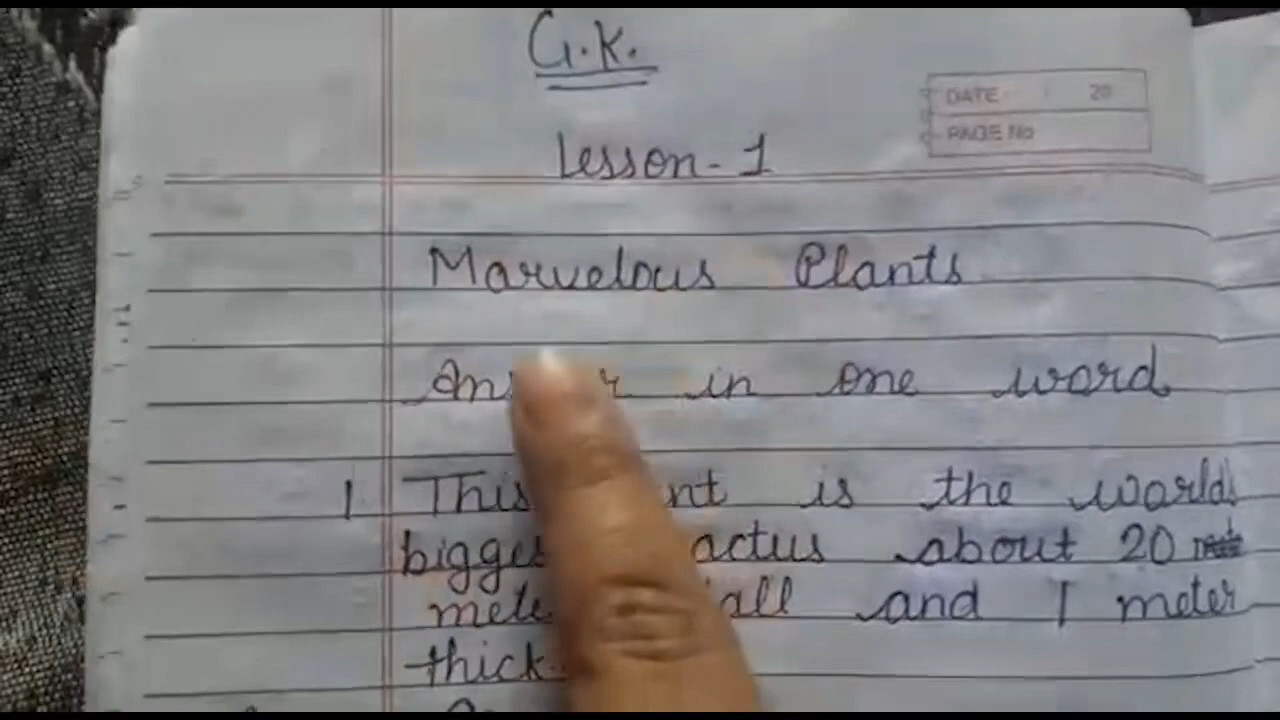 G.K.
DATE 20
PAGE No
Lesson-1
Marvelous Plants
in one word
1 This is the world's
about 20
and 1 meter
thick.